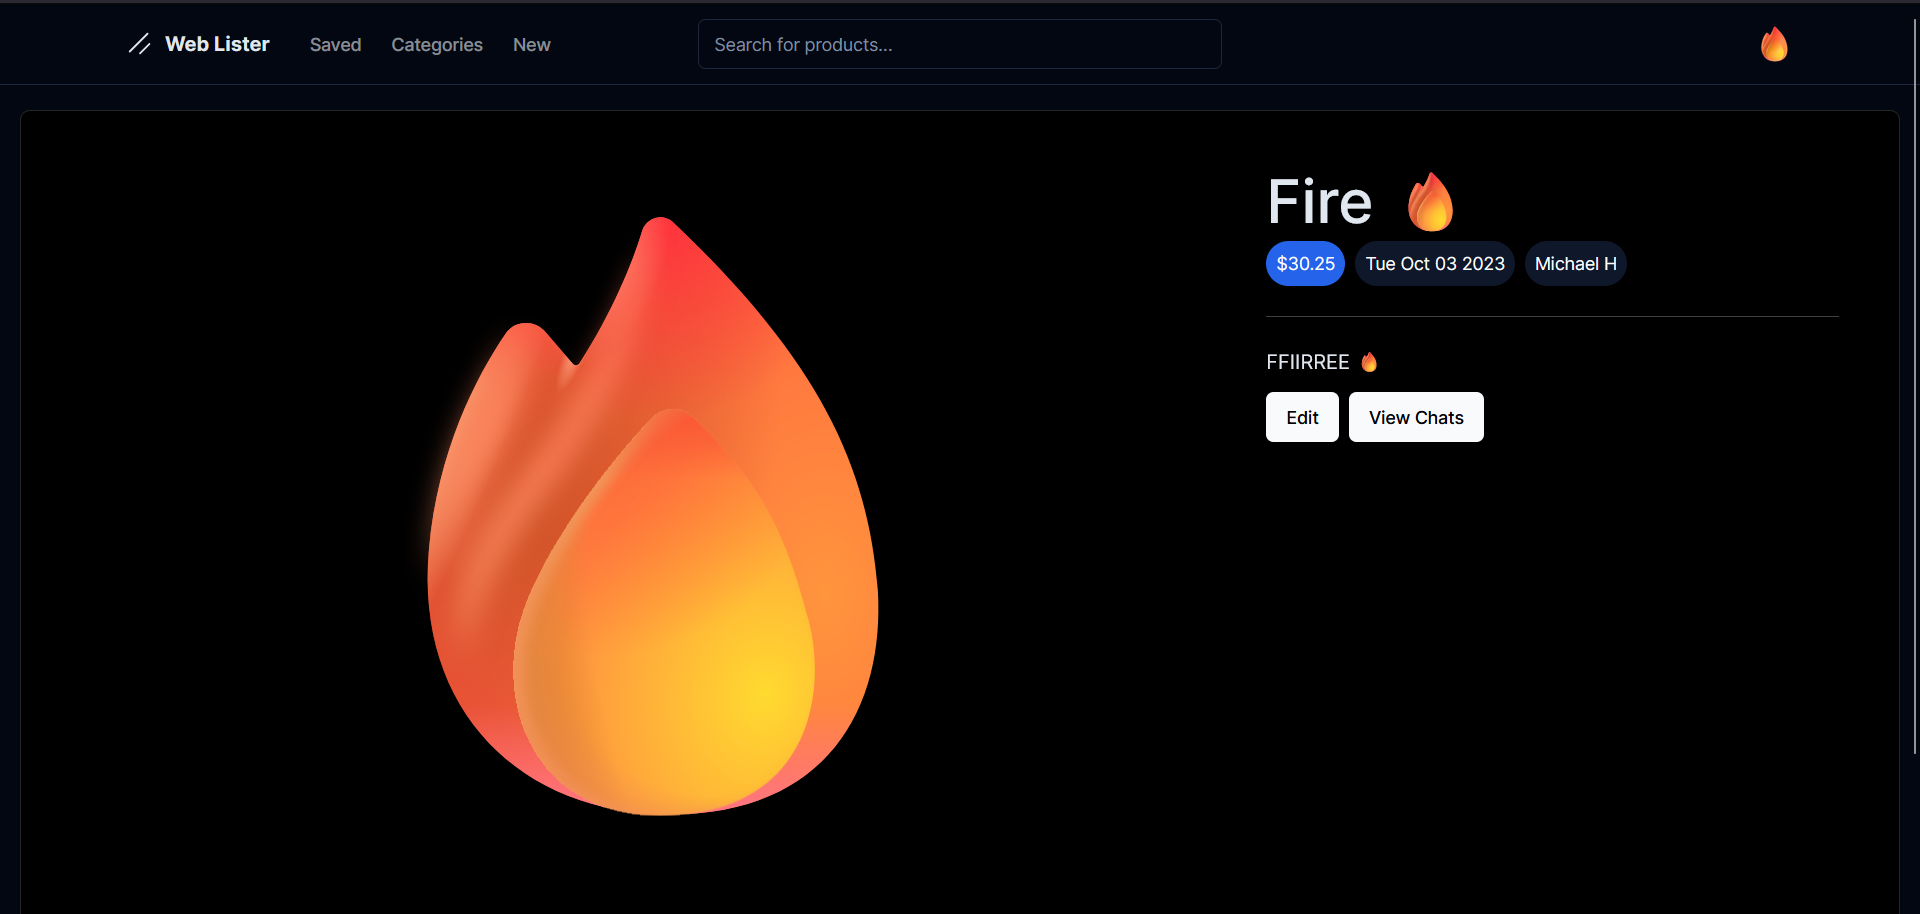 Web Lister Saved Categories New Search for products...
Fire 🔥
$30.25 Tue Oct 03 2023 Michael H
FFIIRREE 🔥
Edit View Chats